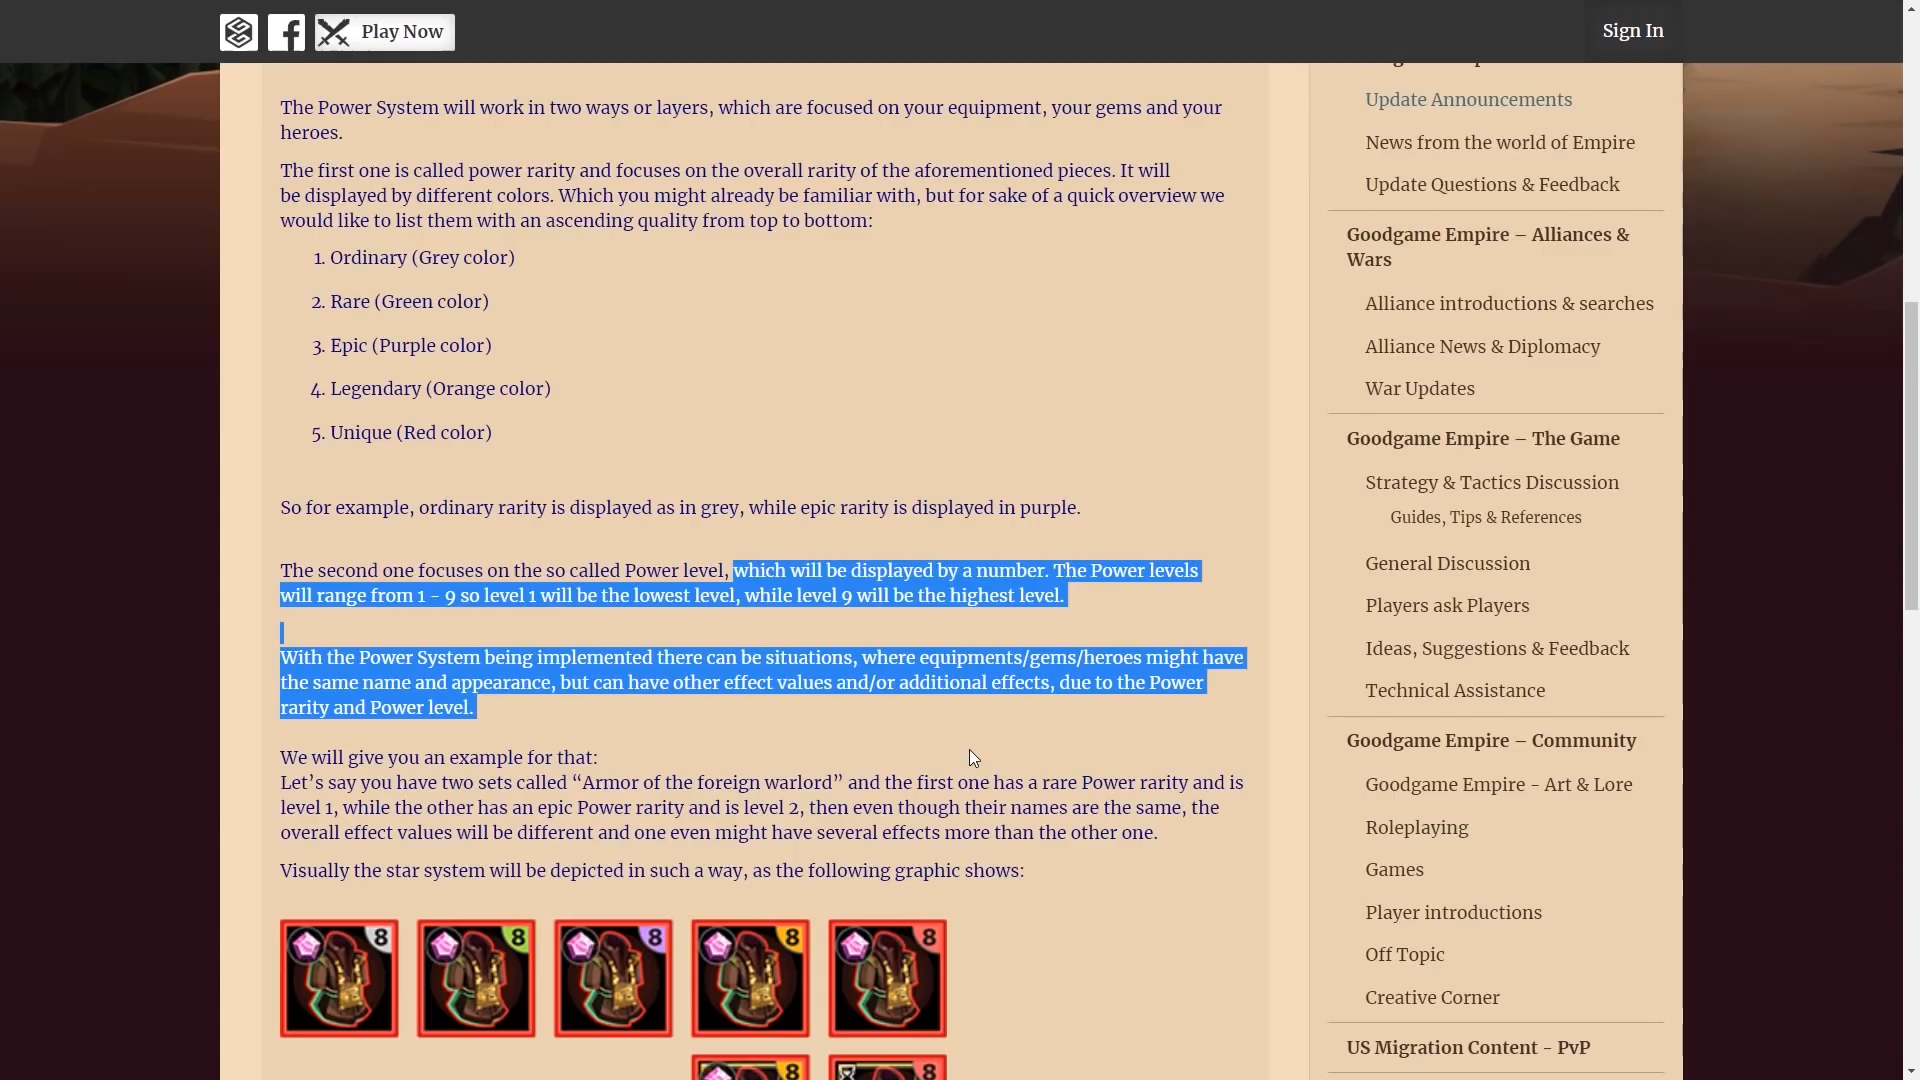 Play Now
Sign In
The Power System will work in two ways or layers, which are focused on your equipment, your gems and your
heroes.
The first one is called power rarity and focuses on the overall rarity of the aforementioned pieces. It will
be displayed by different colors. Which you might already be familiar with, but for sake of a quick overview we
would like to list them with an ascending quality from top to bottom:
1. Ordinary (Grey color)
2. Rare (Green color)
3. Epic (Purple color)
4. Legendary (Orange color)
5. Unique (Red color)
So for example, ordinary rarity is displayed as in grey, while epic rarity is displayed in purple.
The second one focuses on the so called Power level, which will be displayed by a number. The Power levels
will range from 1 - 9 so level 1 will be the lowest level, while level 9 will be the highest level.
With the Power System being implemented there can be situations, where equipments/gems/heroes might have
the same name and appearance, but can have other effect values and/or additional effects, due to the Power
rarity and Power level.
We will give you an example for that:
Let’s say you have two sets called “Armor of the foreign warlord” and the first one has a rare Power rarity and is
level 1, while the other has an epic Power rarity and is level 2, then even though their names are the same, the
overall effect values will be different and one even might have several effects more than the other one.
Visually the star system will be depicted in such a way, as the following graphic shows:
8 8 8 8 8
8 8
Update Announcements
News from the world of Empire
Update Questions & Feedback
Goodgame Empire – Alliances &
Wars
Alliance introductions & searches
Alliance News & Diplomacy
War Updates
Goodgame Empire – The Game
Strategy & Tactics Discussion
Guides, Tips & References
General Discussion
Players ask Players
Ideas, Suggestions & Feedback
Technical Assistance
Goodgame Empire – Community
Goodgame Empire - Art & Lore
Roleplaying
Games
Player introductions
Off Topic
Creative Corner
US Migration Content - PvP